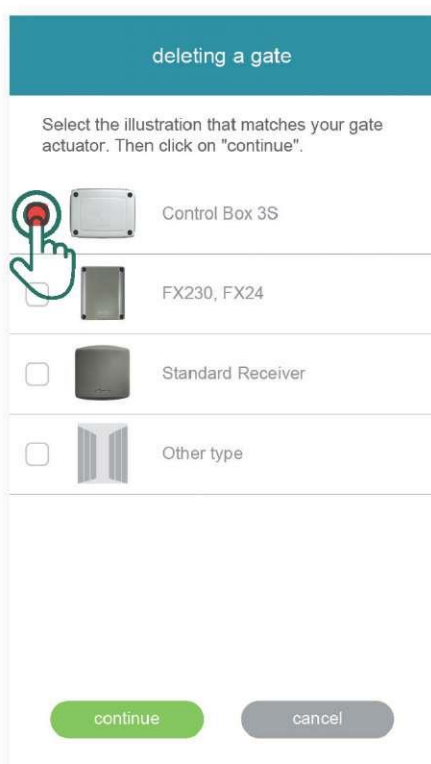 deleting a gate
Select the illustration that matches your gate
actuator. Then click on "continue".
Control Box 3S
FX230, FX24
Standard Receiver
Other type
continue
cancel